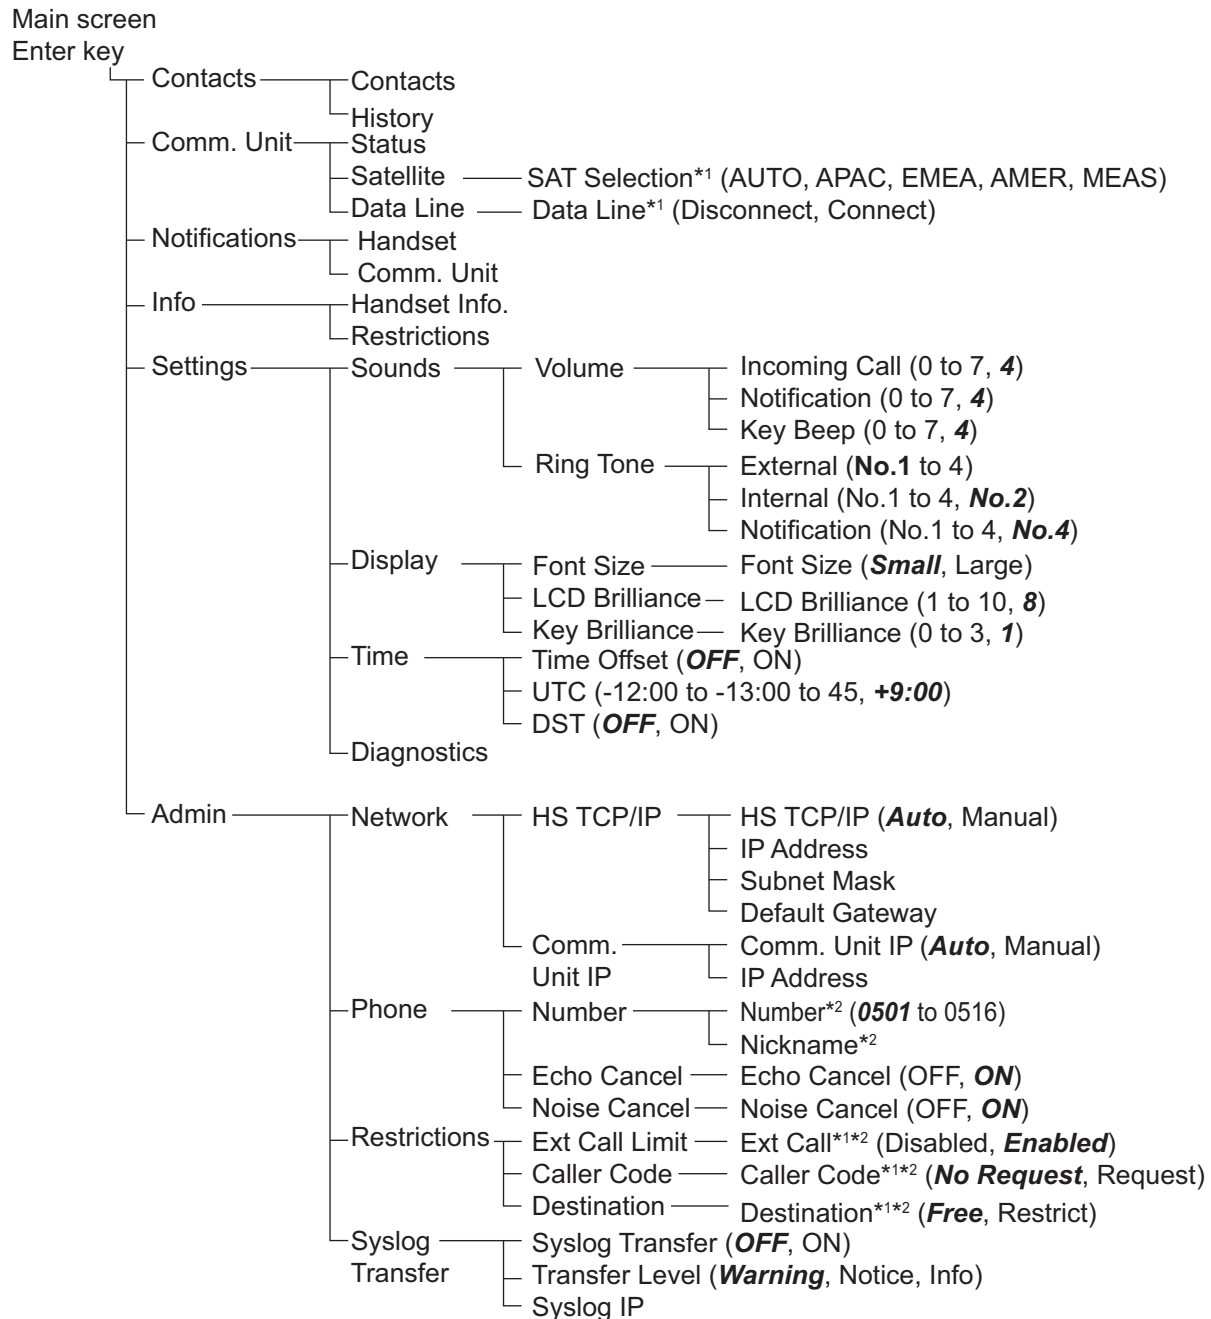 Main screen
Enter key
Contacts Contacts
History
Comm. Unit Status
Satellite SAT Selection*1 (AUTO, APAC, EMEA, AMER, MEAS)
Data Line Data Line*1 (Disconnect, Connect)
Notifications Handset
Comm. Unit
Info Handset Info.
Restrictions
Settings Sounds Volume Incoming Call (0 to 7, 4)
Notification (0 to 7, 4)
Key Beep (0 to 7, 4)
Ring Tone External (No.1 to 4)
Internal (No.1 to 4, No.2)
Notification (No.1 to 4, No.4)
Display Font Size Font Size (Small, Large)
LCD Brilliance LCD Brilliance (1 to 10, 8)
Key Brilliance Key Brilliance (0 to 3, 1)
Time Time Offset (OFF, ON)
UTC (-12:00 to -13:00 to 45, +9:00)
DST (OFF, ON)
Diagnostics
Admin Network HS TCP/IP HS TCP/IP (Auto, Manual)
IP Address
Subnet Mask
Default Gateway
Comm. Comm. Unit IP (Auto, Manual)
Unit IP IP Address
Phone Number Number*2 (0501 to 0516)
Nickname*2
Echo Cancel Echo Cancel (OFF, ON)
Noise Cancel Noise Cancel (OFF, ON)
Restrictions Ext Call Limit Ext Call*1*2 (Disabled, Enabled)
Caller Code Caller Code*1*2 (No Request, Request)
Destination Destination*1*2 (Free, Restrict)
Syslog Syslog Transfer (OFF, ON)
Transfer Transfer Level (Warning, Notice, Info)
Syslog IP